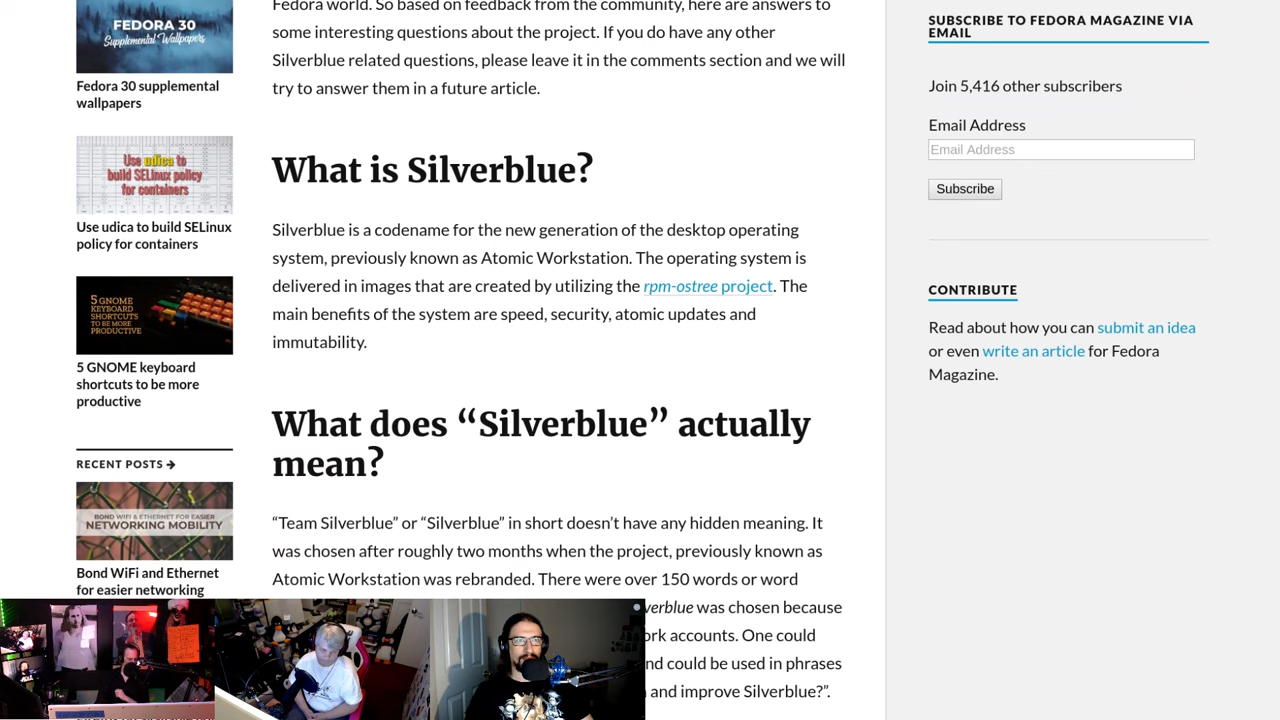 FEDORA 30
Supplemental Wallpapers
Fedora 30 supplemental
wallpapers
Use udica to
build SELinux policy
for containers
Use udica to build SELinux
policy for containers
5 GNOME
KEYBOARD
SHORTCUTS
TO BE MORE
PRODUCTIVE
5 GNOME keyboard
shortcuts to be more
productive
RECENT POSTS →
BOND WIFI & ETHERNET FOR EASIER
NETWORKING MOBILITY
Bond WiFi and Ethernet
for easier networking
Fedora world. So based on feedback from the community, here are answers to
some interesting questions about the project. If you do have any other
Silverblue related questions, please leave it in the comments section and we will
try to answer them in a future article.
What is Silverblue?
Silverblue is a codename for the new generation of the desktop operating
system, previously known as Atomic Workstation. The operating system is
delivered in images that are created by utilizing the rpm-ostree project. The
main benefits of the system are speed, security, atomic updates and
immutability.
What does “Silverblue” actually
mean?
“Team Silverblue” or “Silverblue” in short doesn’t have any hidden meaning. It
was chosen after roughly two months when the project, previously known as
Atomic Workstation was rebranded. There were over 150 words or word
verblue was chosen because
ork accounts. One could
nd could be used in phrases
and improve Silverblue?”.
SUBSCRIBE TO FEDORA MAGAZINE VIA
EMAIL
Join 5,416 other subscribers
Email Address
Email Address
Subscribe
CONTRIBUTE
Read about how you can submit an idea
or even write an article for Fedora
Magazine.